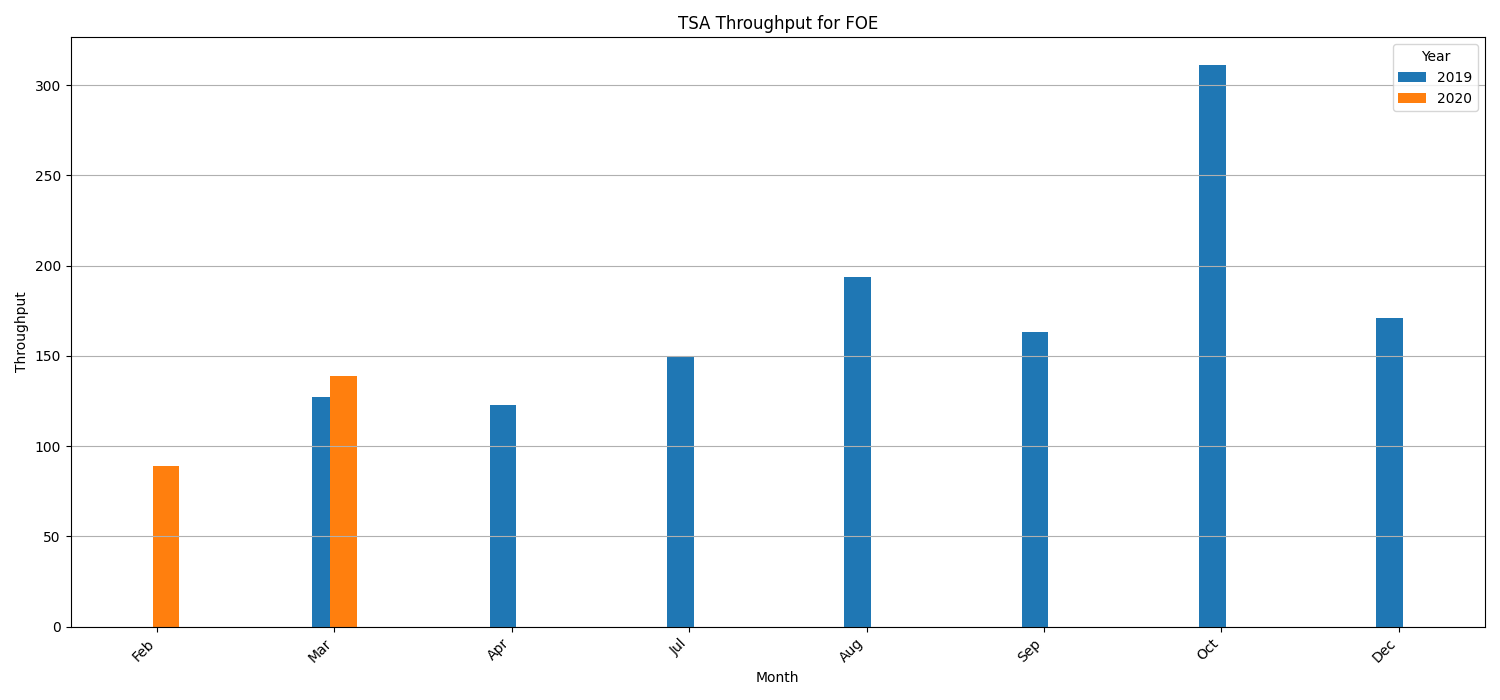 TSA Throughput for FOE
Year
2019
2020
300
250
200
150
100
50
0
Throughput
Feb
Mar
Apr
Jul
Aug
Sep
Oct
Dec
Month